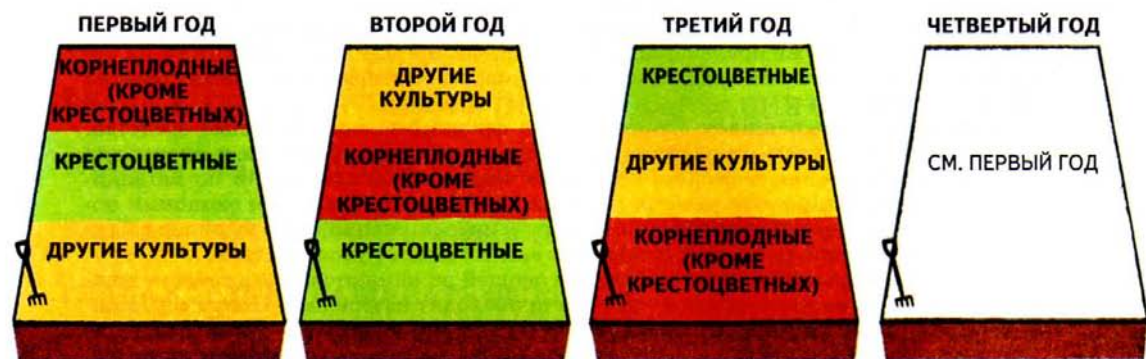 ПЕРВЫЙ ГОД
КОРНЕПЛОДНЫЕ
(КРОМЕ
КРЕСТОЦВЕТНЫХ)
КРЕСТОЦВЕТНЫЕ
ДРУГИЕ КУЛЬТУРЫ
ВТОРОЙ ГОД
ДРУГИЕ
КУЛЬТУРЫ
КОРНЕПЛОДНЫЕ
(КРОМЕ
КРЕСТОЦВЕТНЫХ)
КРЕСТОЦВЕТНЫЕ
ТРЕТИЙ ГОД
КРЕСТОЦВЕТНЫЕ
ДРУГИЕ КУЛЬТУРЫ
КОРНЕПЛОДНЫЕ
(КРОМЕ
КРЕСТОЦВЕТНЫХ)
ЧЕТВЕРТЫЙ ГОД
СМ. ПЕРВЫЙ ГОД